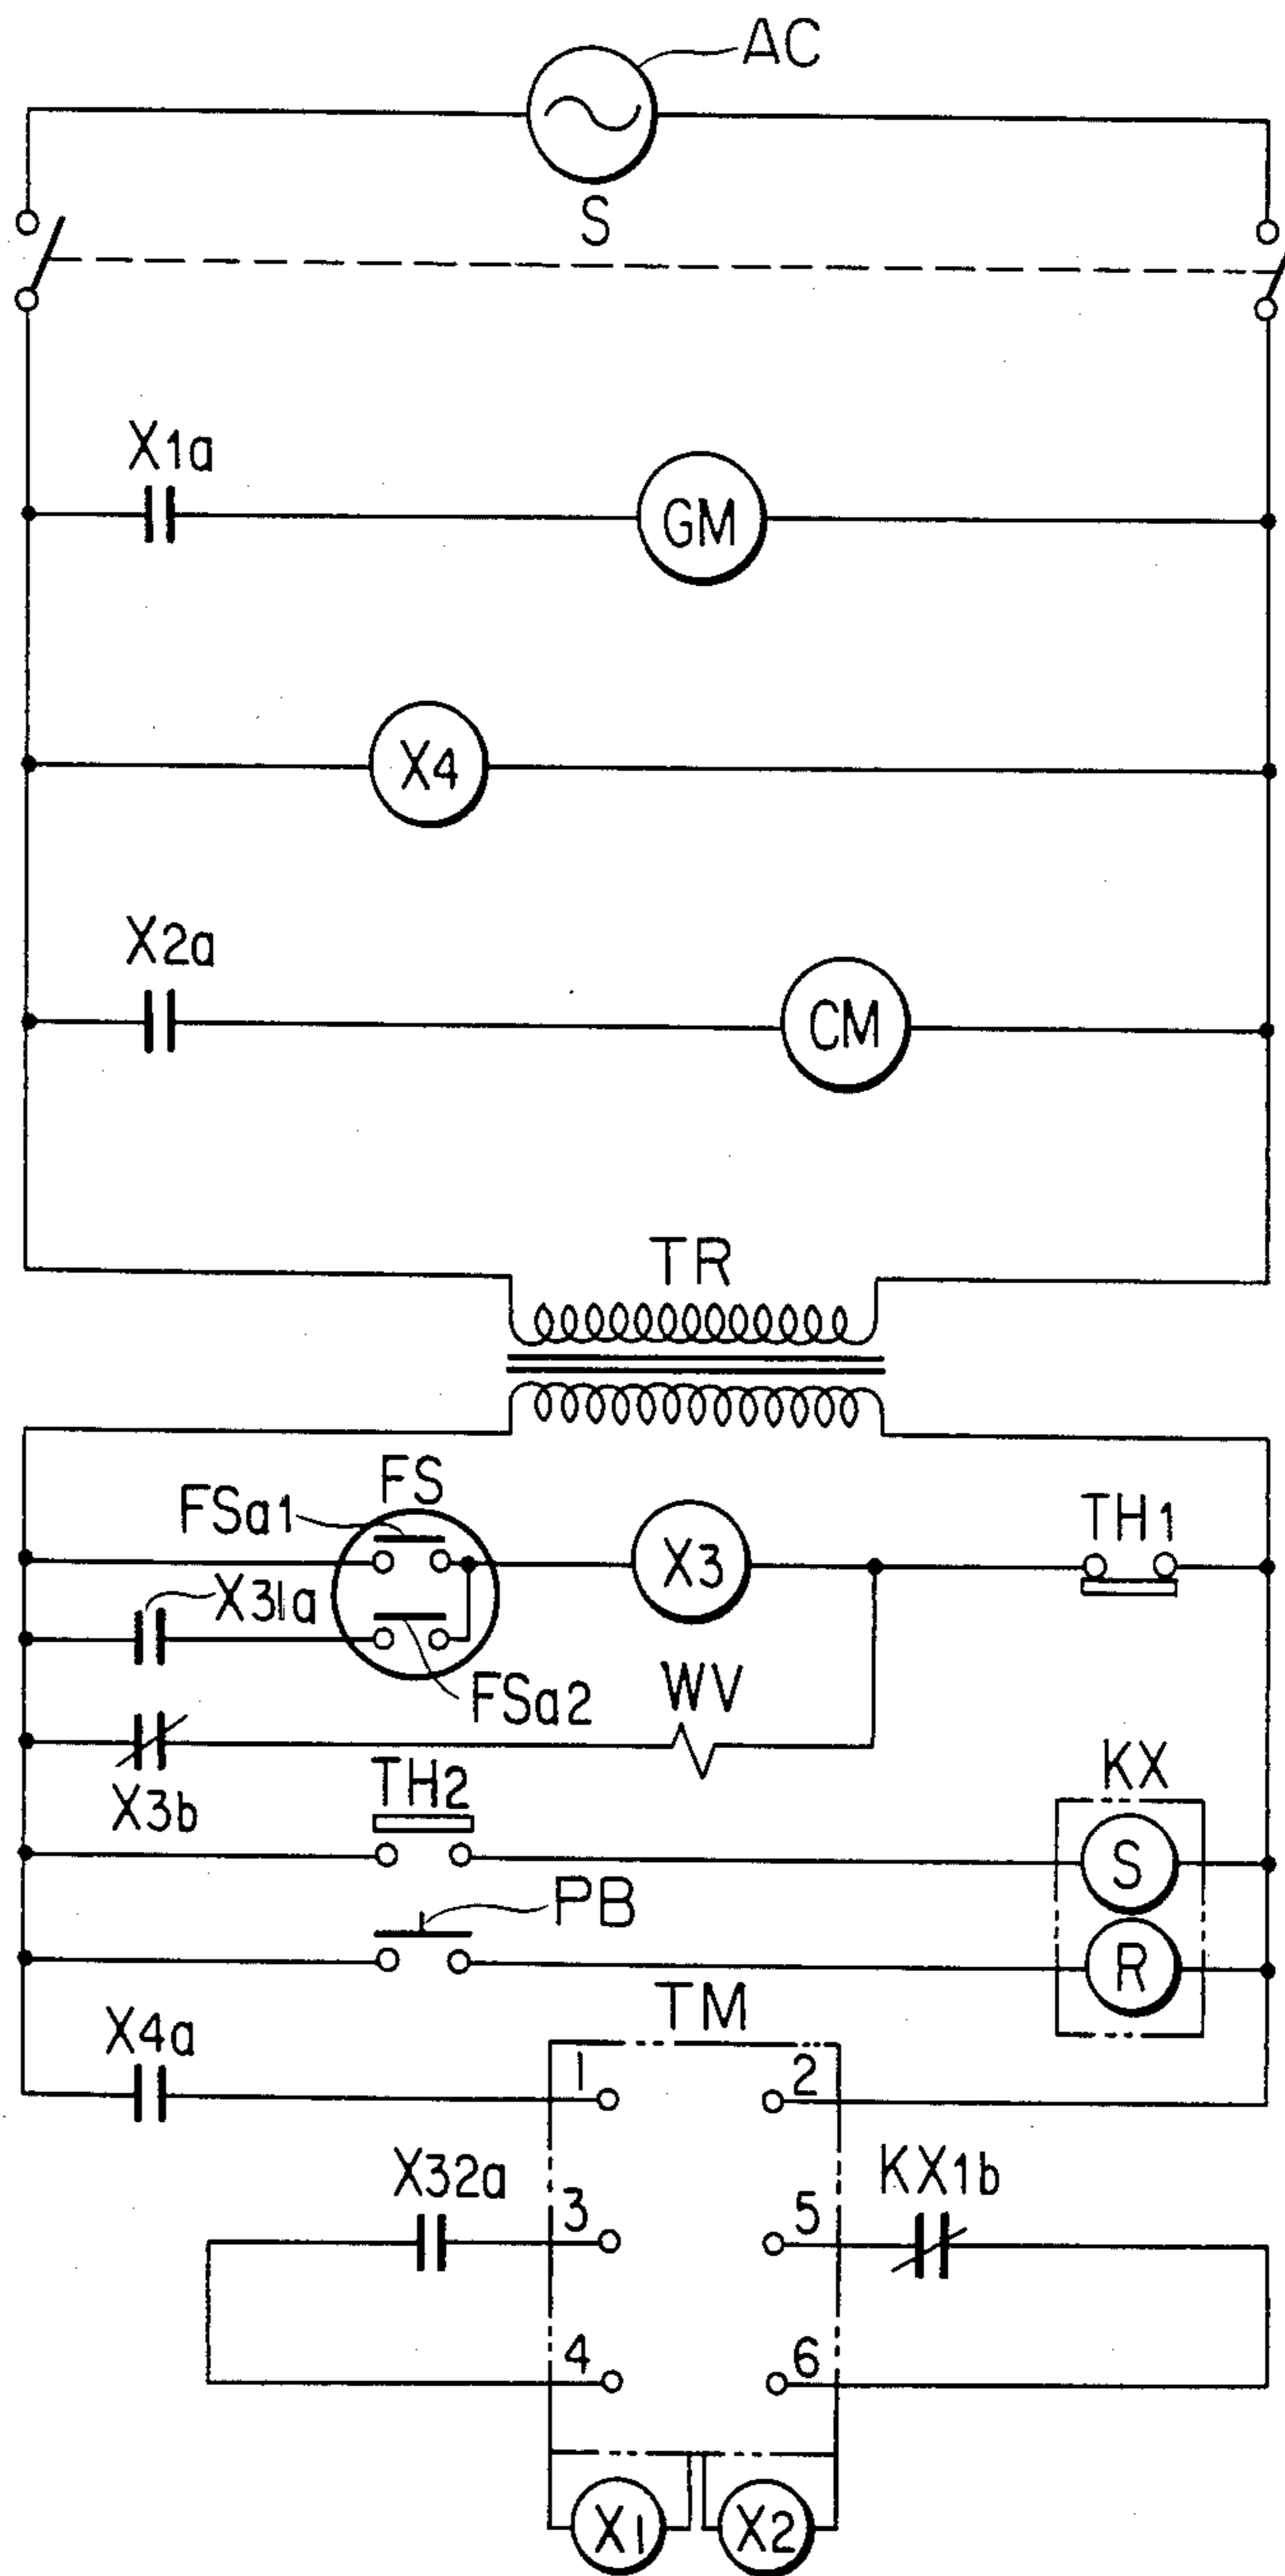 AC
S
X1a
GM
X4
X2a
CM
TR
FS
FSa1
TH1
X3
X31a
FSa2
WV
X3b
TH2
KX
S
PB
R
TM
X4a
1
2
X32a
3
5
KX1b
4
6
X1
X2